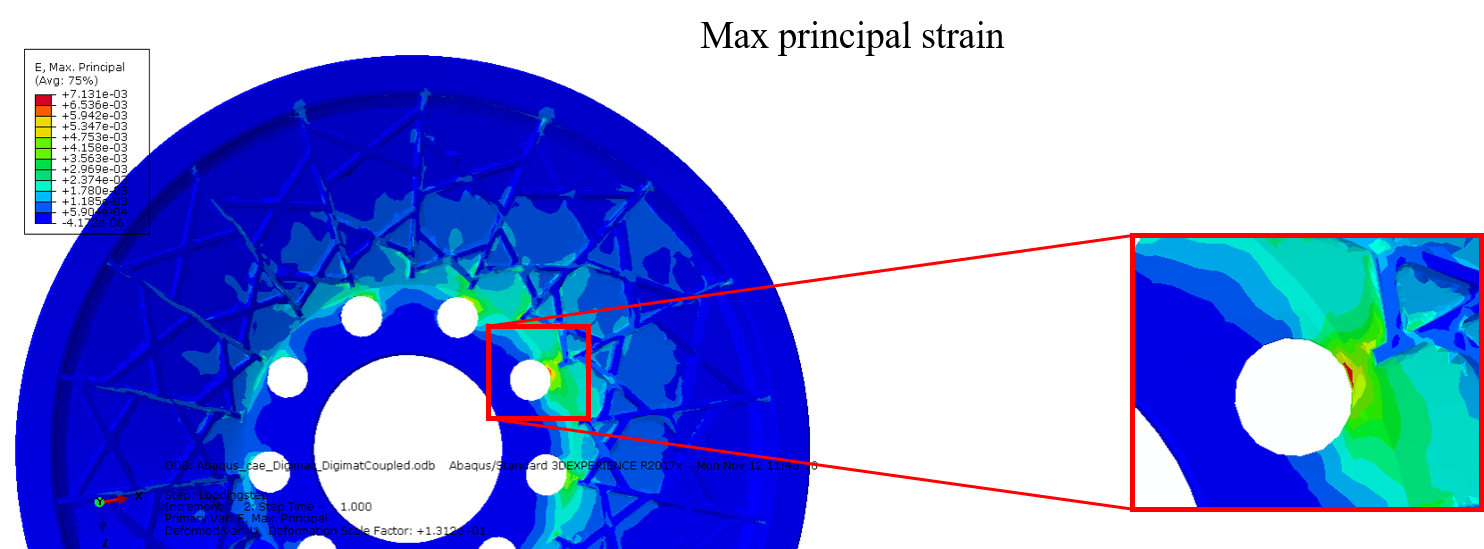 Max principal strain
E, Max. Principal
(Avg: 75%)
+7.131e-03
+6.536e-03
+5.942e-03
+5.347e-03
+4.753e-03
+4.158e-03
+3.563e-03
+2.969e-03
+2.374e-03
+1.780e-03
+1.185e-03
+5.904e-04
-4.172e-06
ODB: Abaqus_cae_Digimat_DigimatCoupled.odb Abaqus/Standard 3DEXPERIENCE R2017x Mon Nov 12
Y X
Step: Loadingstep
Increment 2: Step Time = 1.000
Primary Var: E, Max. Principal
Deformed Var: U Deformation Scale Factor: +1.312e+01
Z